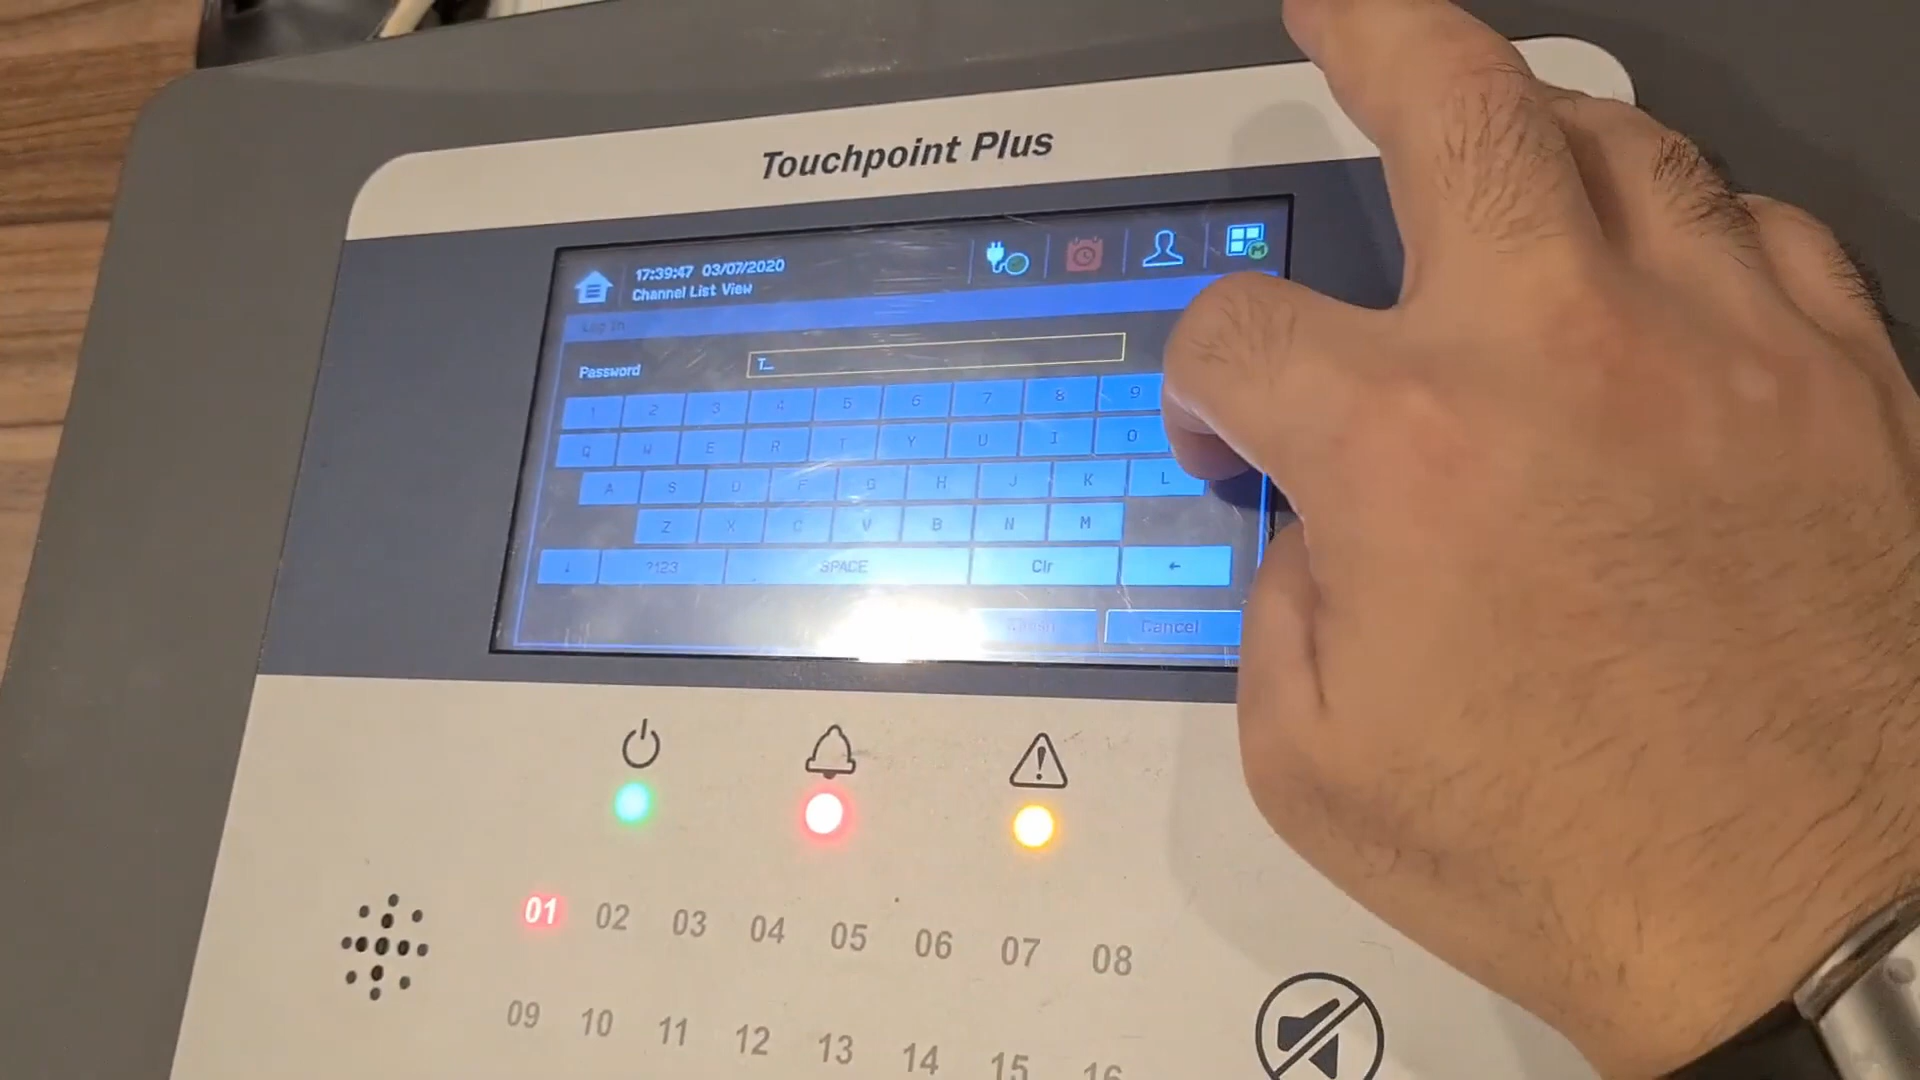 Touchpoint Plus
17:39:47 03/07/2020
Channel List View
Log In
Password T_
1 2 3 4 5 6 7 8 9
Q W E R T Y U I O
A S D F G H J K L
Z X C V B N M
↓ ?123 SPACE Clr ←
Cancel
01 02 03 04 05 06 07 08
09 10 11 12 13 14 15 16